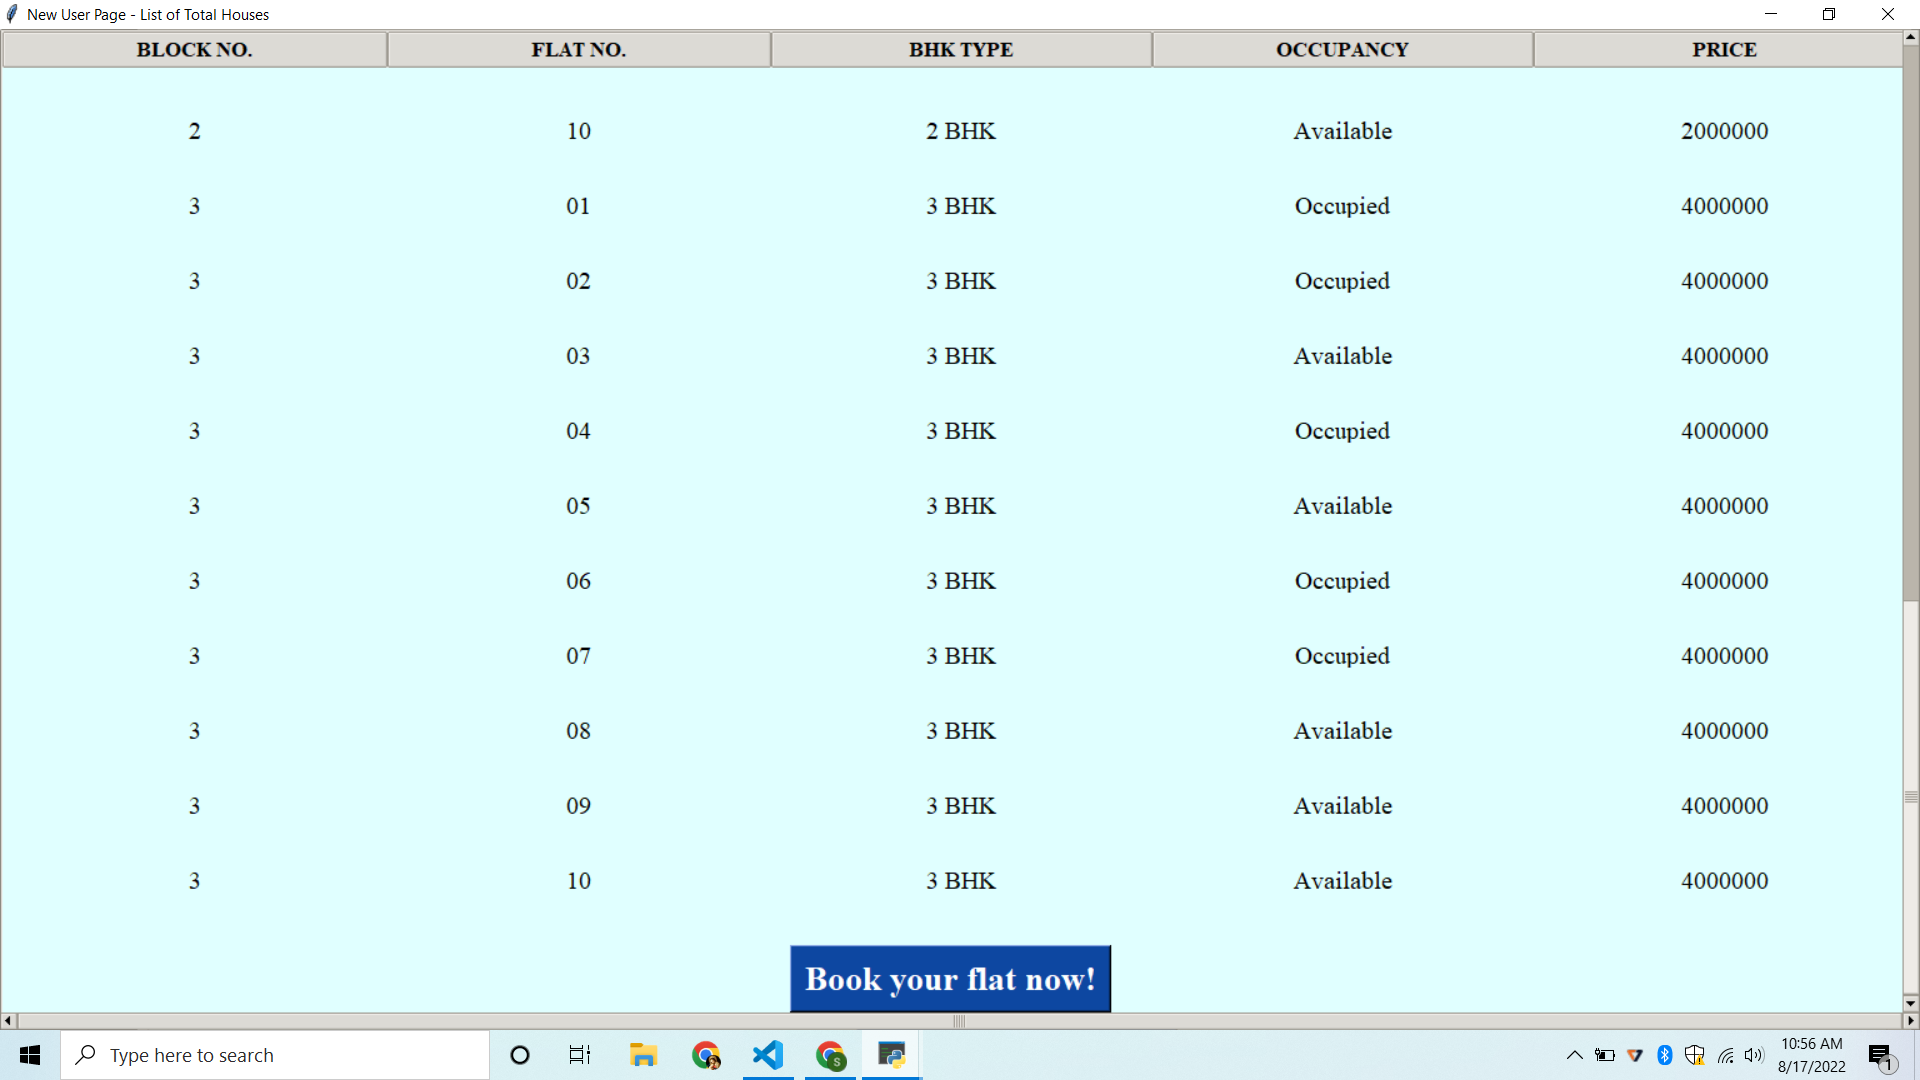 New User Page - List of Total Houses
BLOCK NO. FLAT NO. BHK TYPE OCCUPANCY PRICE
2 10 2 BHK Available 2000000
3 01 3 BHK Occupied 4000000
3 02 3 BHK Occupied 4000000
3 03 3 BHK Available 4000000
3 04 3 BHK Occupied 4000000
3 05 3 BHK Available 4000000
3 06 3 BHK Occupied 4000000
3 07 3 BHK Occupied 4000000
3 08 3 BHK Available 4000000
3 09 3 BHK Available 4000000
3 10 3 BHK Available 4000000
Book your flat now!
Type here to search
S
10:56 AM
8/17/2022
1